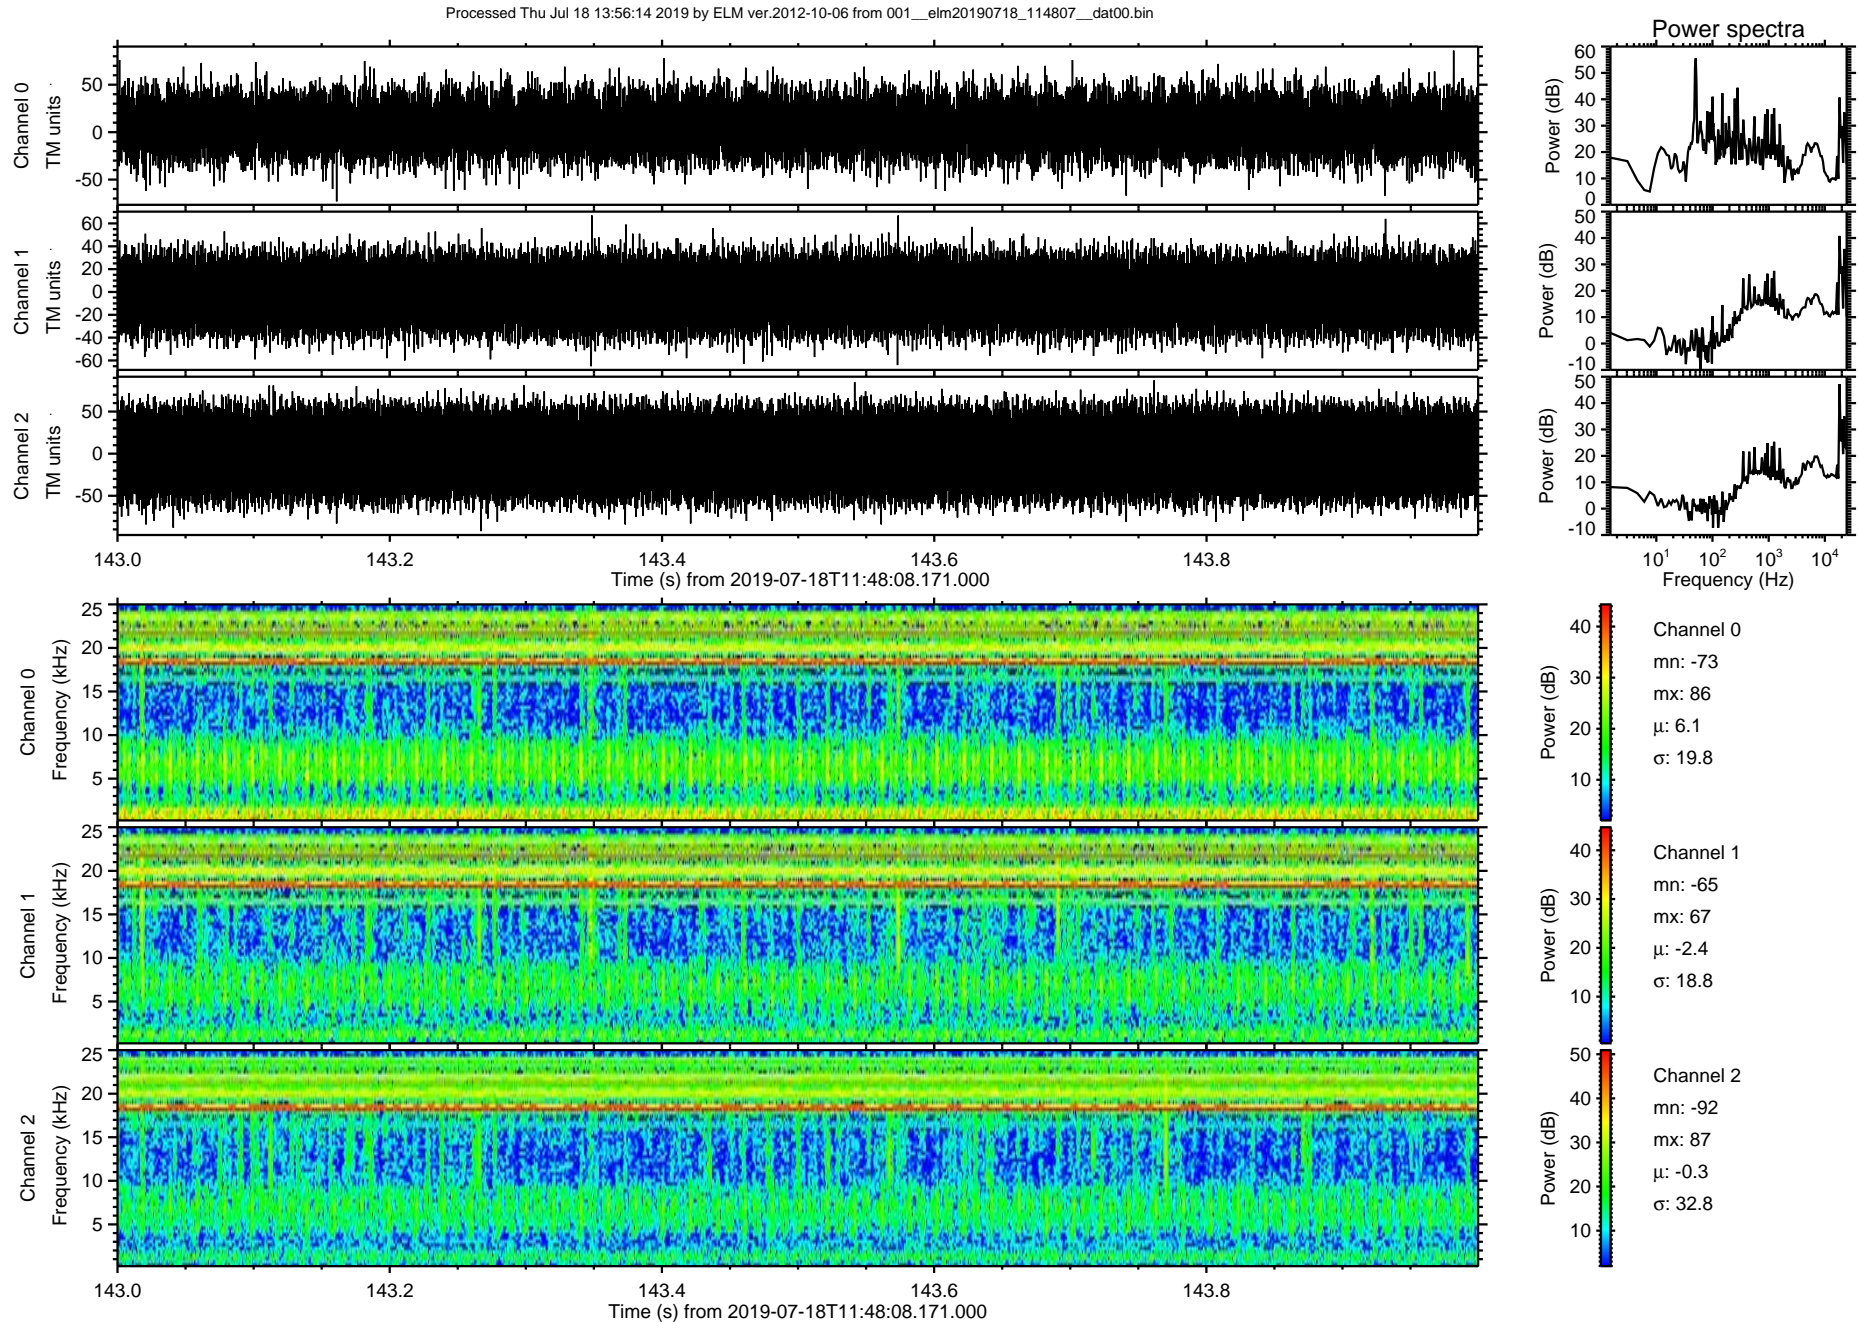 Processed Thu Jul 18 13:56:14 2019 by ELM ver.2012-10-06 from 001__elm20190718_114807__dat00.bin
Power spectra
Channel 0
TM units
50
0
-50
Power (dB)
60
50
40
30
20
10
0
Channel 1
TM units
60
40
20
0
-20
-40
-60
Power (dB)
50
40
30
20
10
0
-10
Channel 2
TM units
50
0
-50
Power (dB)
50
40
30
20
10
0
-10
143.0 143.2 143.4 143.6 143.8
Time (s) from 2019-07-18T11:48:08.171.000
10¹ 10² 10³ 10⁴
Frequency (Hz)
Channel 0
Frequency (kHz)
25
20
15
10
5
Power (dB)
40
30
20
10
Channel 0
mn: -73
mx: 86
µ: 6.1
σ: 19.8
Channel 1
Frequency (kHz)
25
20
15
10
5
Power (dB)
40
30
20
10
Channel 1
mn: -65
mx: 67
µ: -2.4
σ: 18.8
Channel 2
Frequency (kHz)
25
20
15
10
5
Power (dB)
50
40
30
20
10
Channel 2
mn: -92
mx: 87
µ: -0.3
σ: 32.8
143.0 143.2 143.4 143.6 143.8
Time (s) from 2019-07-18T11:48:08.171.000